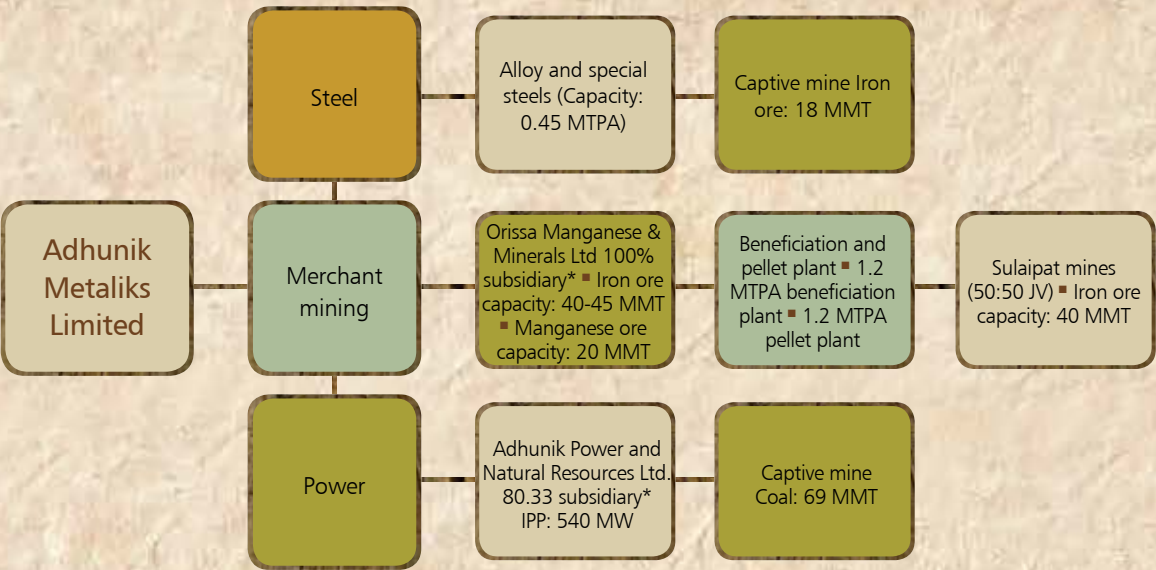 Steel
Alloy and special
steels (Capacity:
0.45 MTPA)
Captive mine Iron
ore: 18 MMT
Adhunik
Metaliks
Limited
Merchant
mining
Orissa Manganese &
Minerals Ltd 100%
subsidiary* ▪ Iron ore
capacity: 40-45 MMT
▪ Manganese ore
capacity: 20 MMT
Beneficiation and
pellet plant ▪ 1.2
MTPA beneficiation
plant ▪ 1.2 MTPA
pellet plant
Sulaipat mines
(50:50 JV) ▪ Iron ore
capacity: 40 MMT
Power
Adhunik Power and
Natural Resources Ltd.
80.33 subsidiary*
IPP: 540 MW
Captive mine
Coal: 69 MMT